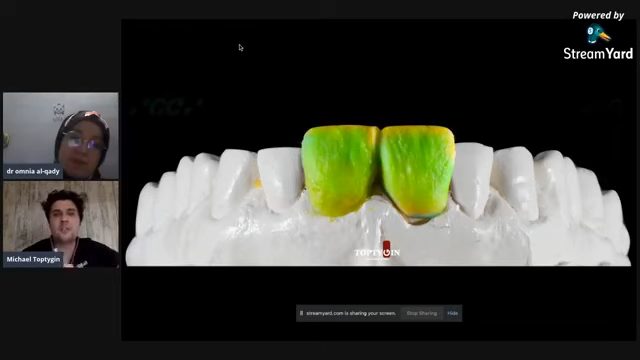 Powered by
StreamYard
dr omnia al-qady
Michael Toptygin
TOPTYGIN
streamyard.com is sharing your screen.
Stop Sharing
Hide